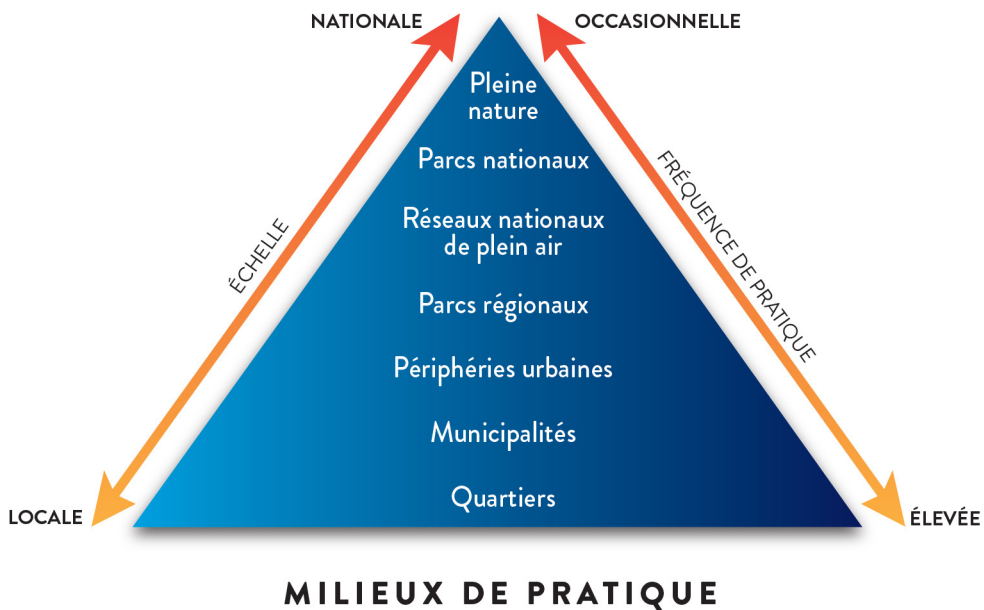 NATIONALE
OCCASIONNELLE
Pleine
nature
Parcs nationaux
Réseaux nationaux
de plein air
Parcs régionaux
Périphéries urbaines
Municipalités
Quartiers
ÉCHELLE
FRÉQUENCE DE PRATIQUE
LOCALE
ÉLEVÉE
MILIEUX DE PRATIQUE